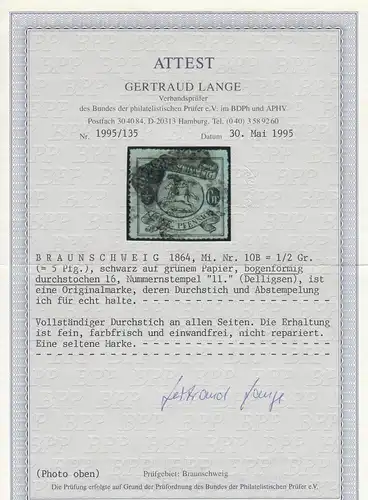 ATTEST
GERTRAUD LANGE
Verbandsprüfer
des Bundes der philatelistischen Prüfer e.V. im BDPh und APHV
Postfach 30 40 84, D-20313 Hamburg, Tel. (0 40) 3 58 92 60
Nr. 1995/135 Datum 30. Mai 1995
PFENNIG
BRAUNSCHWEIG 1864, Mi. Nr. 10B = 1/2 Gr.
(= 5 Pfg.), schwarz auf grünem Papier, bogenförmig
durchstochen 16, Nummernstempel "11." (Delligsen), ist
eine Originalmarke, deren Durchstich und Abstempelung
ich für echt halte.
Vollständiger Durchstich an allen Seiten. Die Erhaltung
ist fein, farbfrisch und einwandfrei, nicht repariert.
Eine seltene Marke.
Gertraud Lange
(Photo oben) Prüfgebiet: Braunschweig
Die Prüfung erfolgte auf Grund der Prüfordnung des Bundes der Philatelistischen Prüfer e.V.